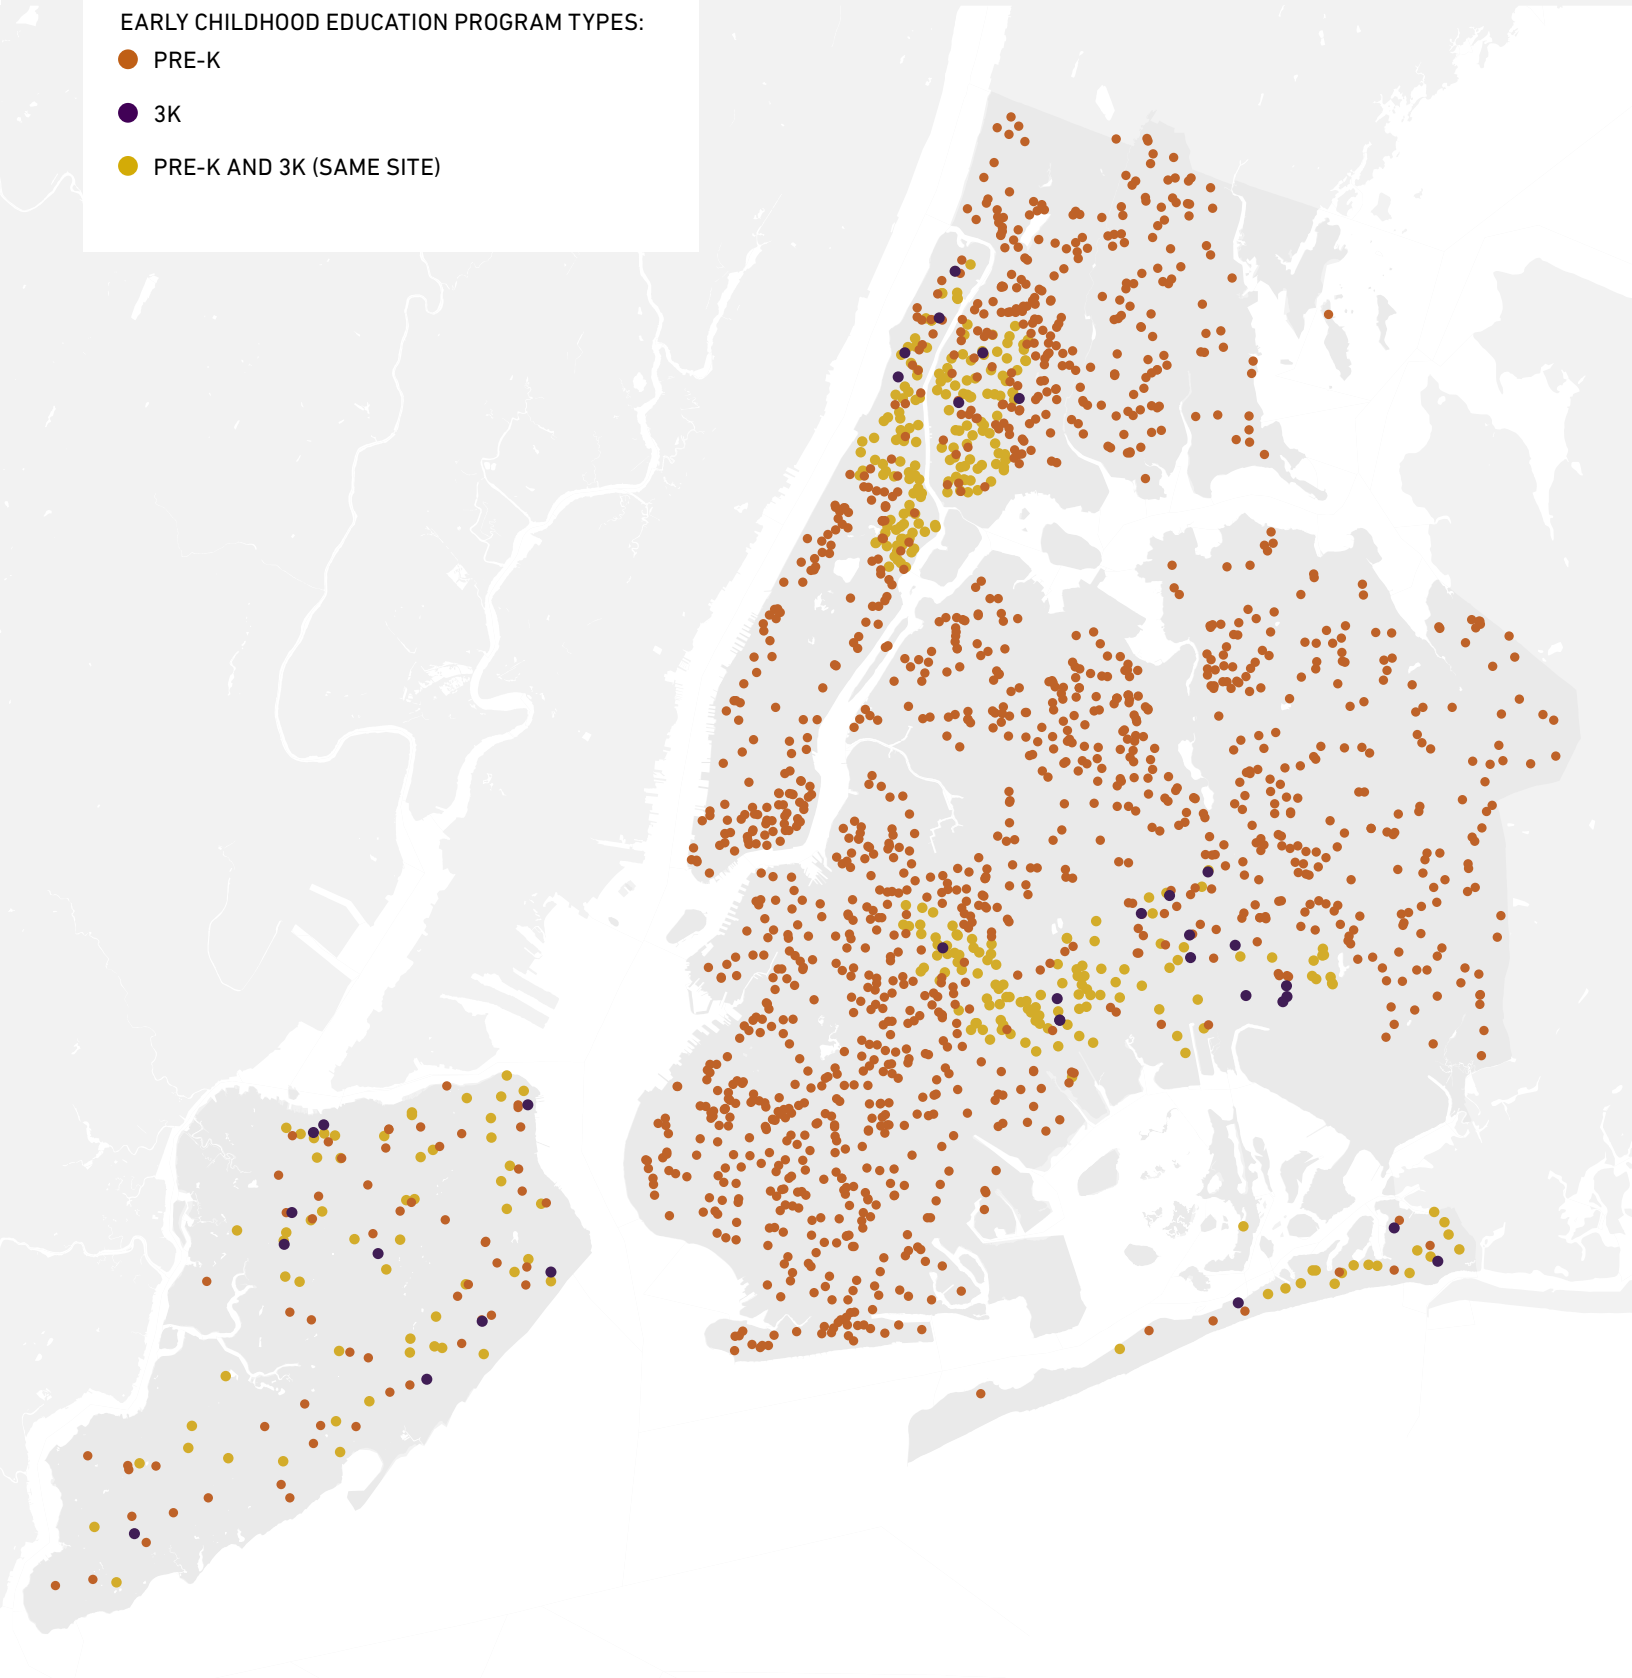 EARLY CHILDHOOD EDUCATION PROGRAM TYPES:
PRE-K
3K
PRE-K AND 3K (SAME SITE)